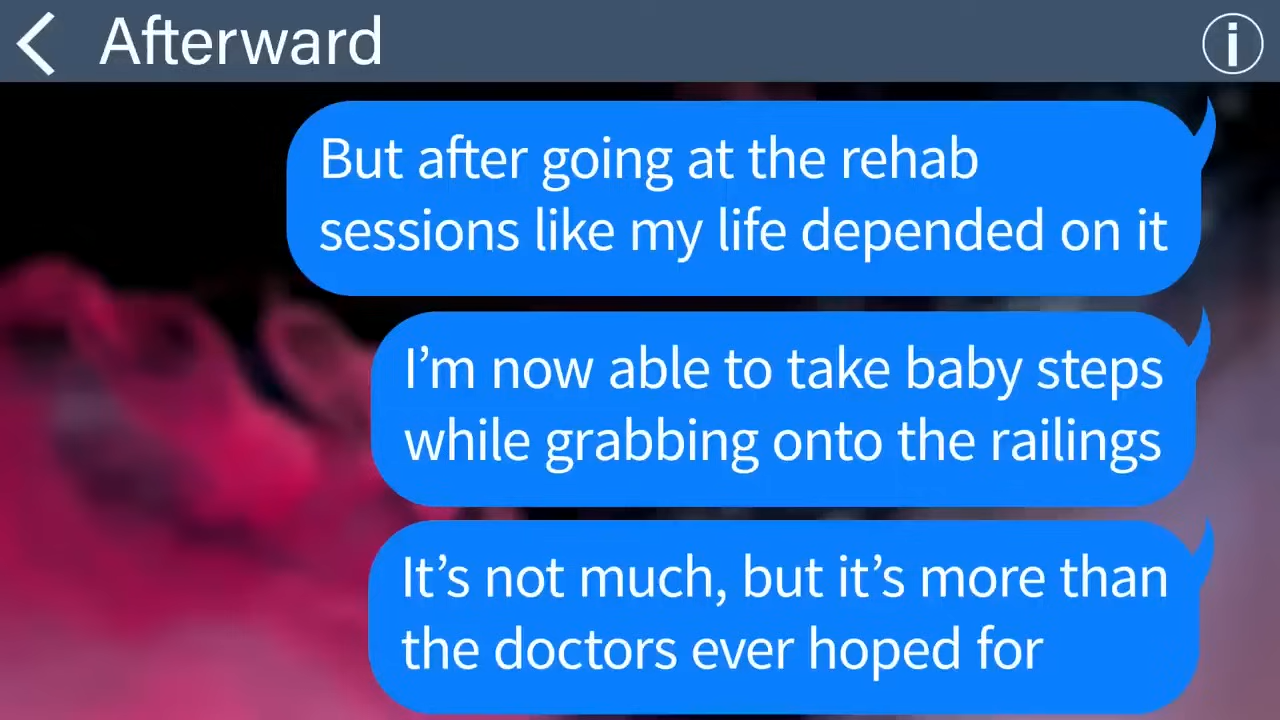 Afterward
But after going at the rehab
sessions like my life depended on it
I’m now able to take baby steps
while grabbing onto the railings
It’s not much, but it’s more than
the doctors ever hoped for